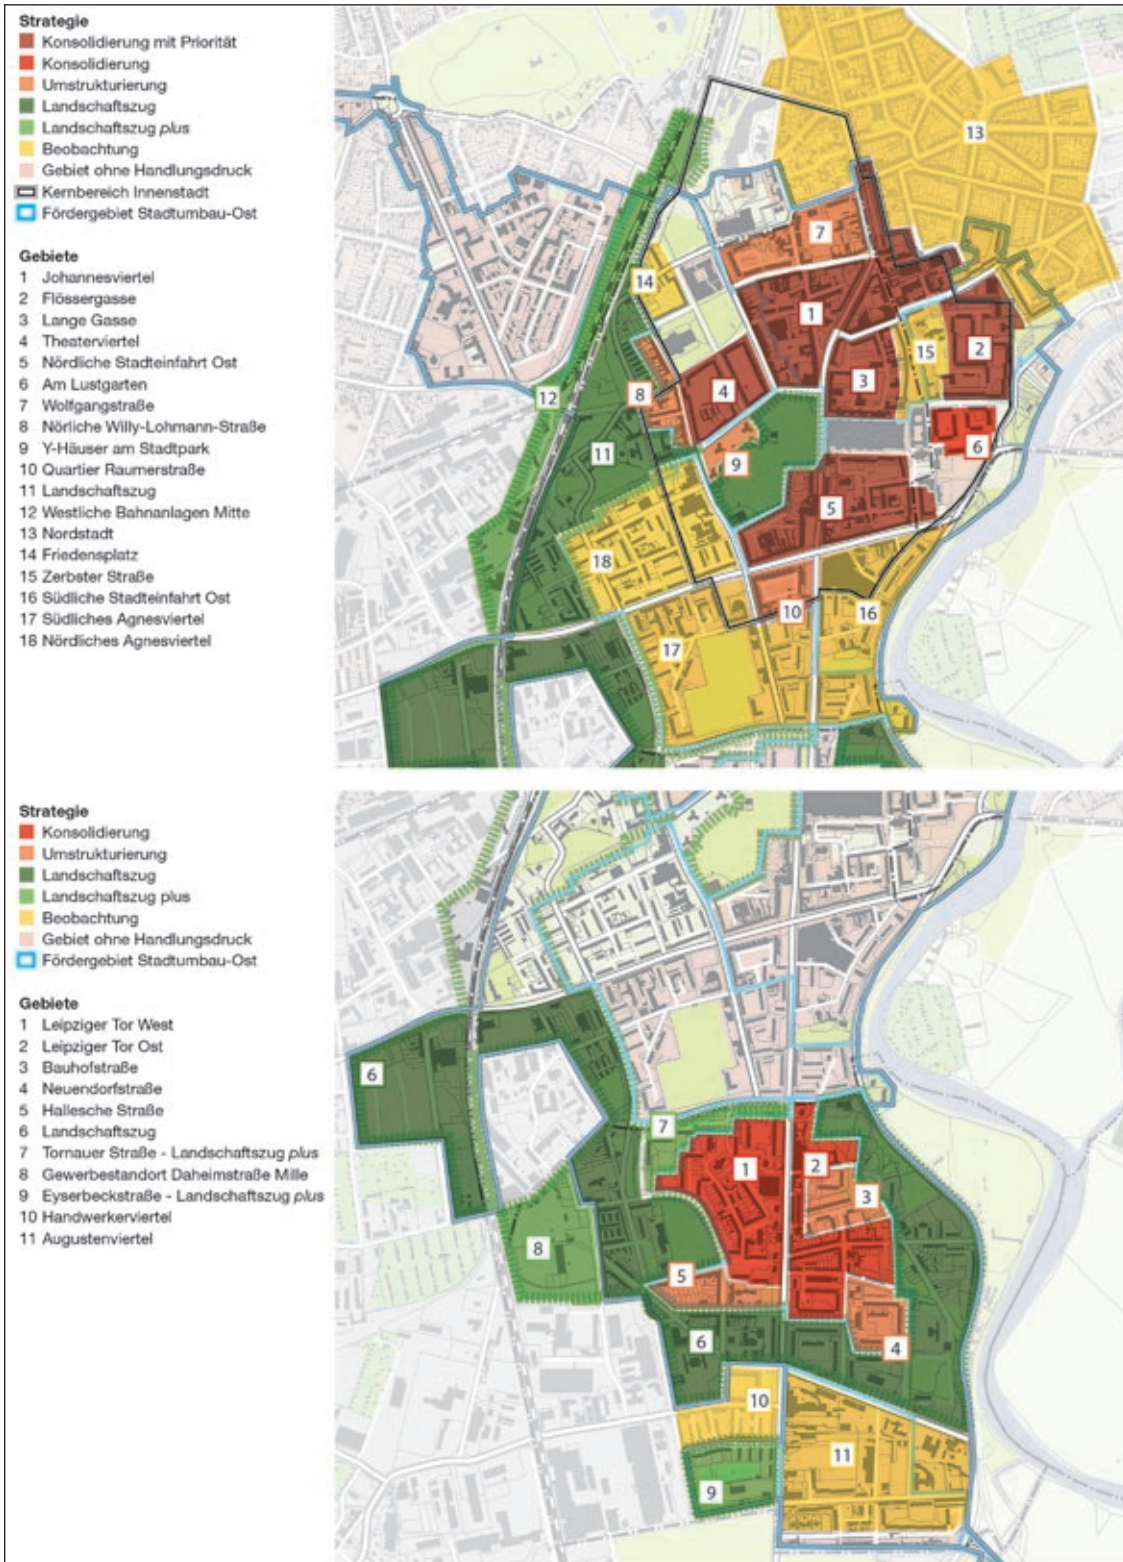 Strategie
Konsolidierung mit Priorität
Konsolidierung
Umstrukturierung
Landschaftszug
Landschaftszug plus
Beobachtung
Gebiet ohne Handlungsdruck
Kernbereich Innenstadt
Fördergebiet Stadtumbau-Ost
Gebiete
1 Johannesviertel
2 Flössergasse
3 Lange Gasse
4 Theaterviertel
5 Nördliche Stadteinfahrt Ost
6 Am Lustgarten
7 Wolfgangstraße
8 Nörliche Willy-Lohmann-Straße
9 Y-Häuser am Stadtpark
10 Quartier Raumerstraße
11 Landschaftszug
12 Westliche Bahnanlagen Mitte
13 Nordstadt
14 Friedensplatz
15 Zerbster Straße
16 Südliche Stadteinfahrt Ost
17 Südliches Agnesviertel
18 Nördliches Agnesviertel
13
7
14
1
2
15
3
8
4
12
6
11
9
5
18
10
16
17
Strategie
Konsolidierung
Umstrukturierung
Landschaftszug
Landschaftszug plus
Beobachtung
Gebiet ohne Handlungsdruck
Fördergebiet Stadtumbau-Ost
Gebiete
1 Leipziger Tor West
2 Leipziger Tor Ost
3 Bauhofstraße
4 Neuendorfstraße
5 Hallesche Straße
6 Landschaftszug
7 Tornauer Straße - Landschaftszug plus
8 Gewerbestandort Daheimstraße Mille
9 Eyserbeckstraße - Landschaftszug plus
10 Handwerkerviertel
11 Augustenviertel
6
7
1
2
3
8
5
6
4
10
11
9